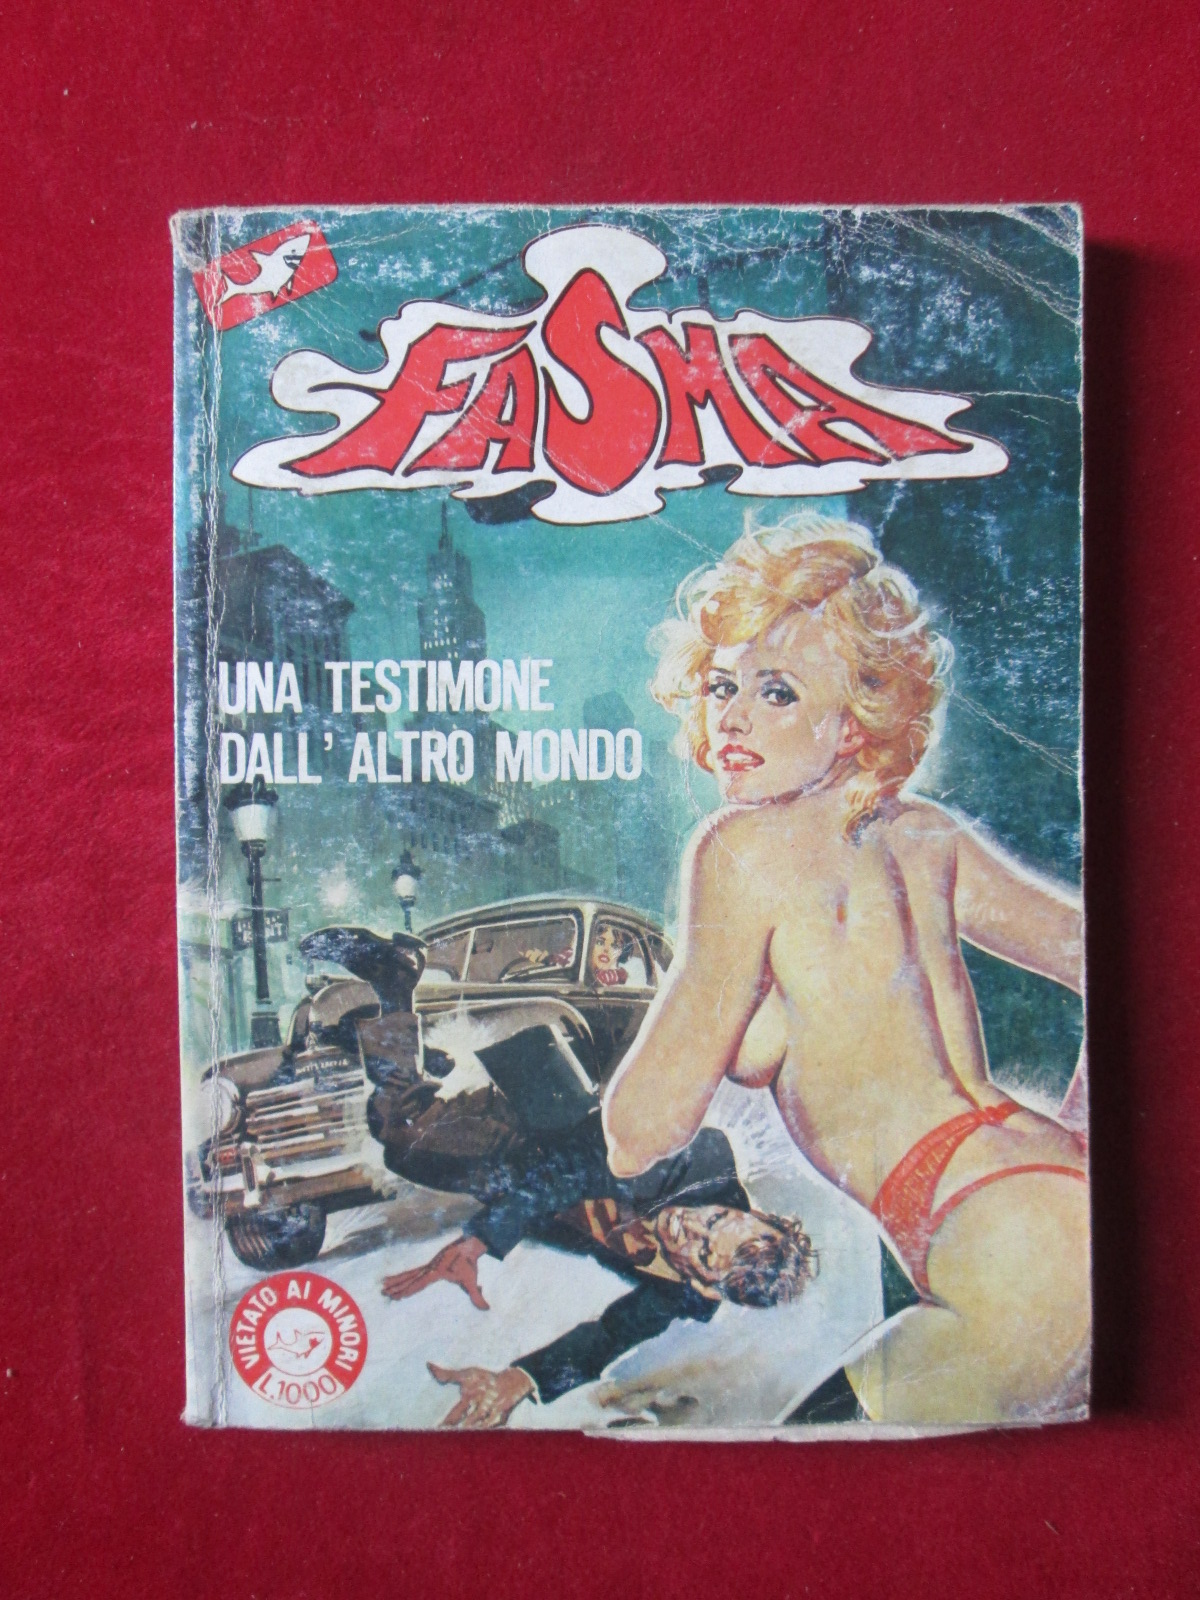 FASMA
UNA TESTIMONE
DALL' ALTRO MONDO
VIETATO AI MINORI
L.1000